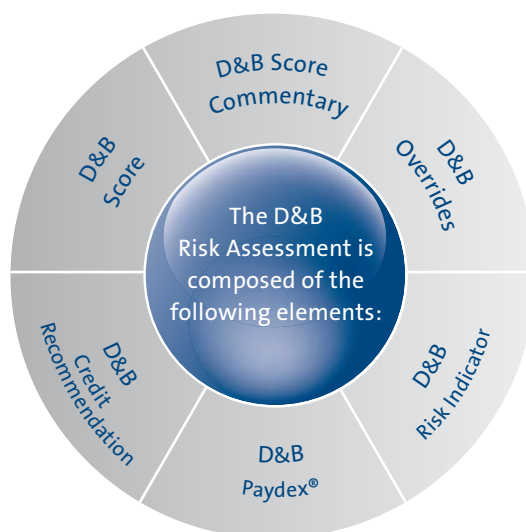 The D&B
Risk Assessment is
composed of the
following elements:
D&B Score
Commentary
D&B
Overrides
D&B
Risk Indicator
D&B
Paydex®
D&B
Credit
Recommendation
D&B
Score